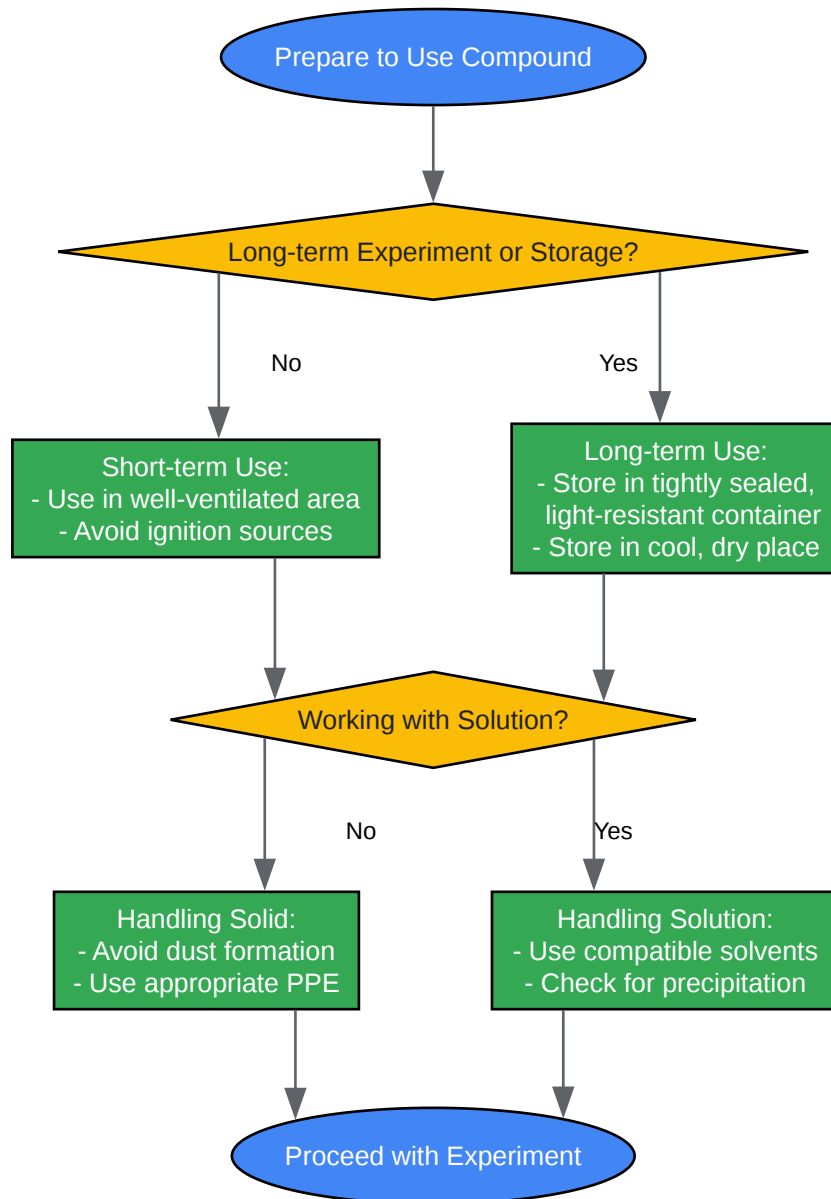 Prepare to Use Compound
Long-term Experiment or Storage?
No
Yes
Short-term Use:
- Use in well-ventilated area
- Avoid ignition sources
Long-term Use:
- Store in tightly sealed,
light-resistant container
- Store in cool, dry place
Working with Solution?
No
Yes
Handling Solid:
- Avoid dust formation
- Use appropriate PPE
Handling Solution:
- Use compatible solvents
- Check for precipitation
Proceed with Experiment